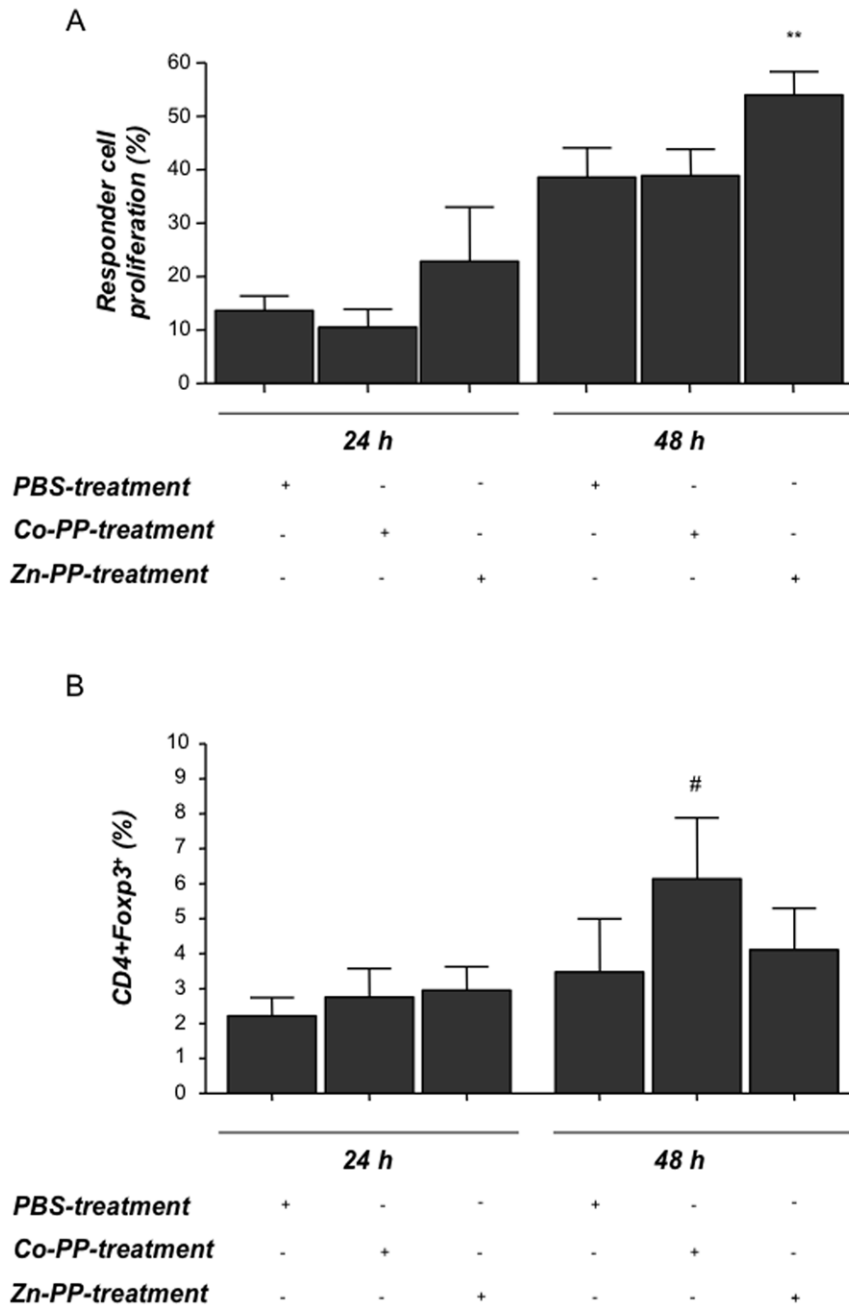 A
**
60
50
40
30
20
10
0
Responder cell
proliferation (%)
24 h 48 h
PBS-treatment + - - + - -
Co-PP-treatment - + - - + -
Zn-PP-treatment - - + - - +
B
10
9
8
7
6
5
4
3
2
1
0
#
CD4+Foxp3⁺ (%)
24 h 48 h
PBS-treatment + - - + - -
Co-PP-treatment - + - - + -
Zn-PP-treatment - - + - - +